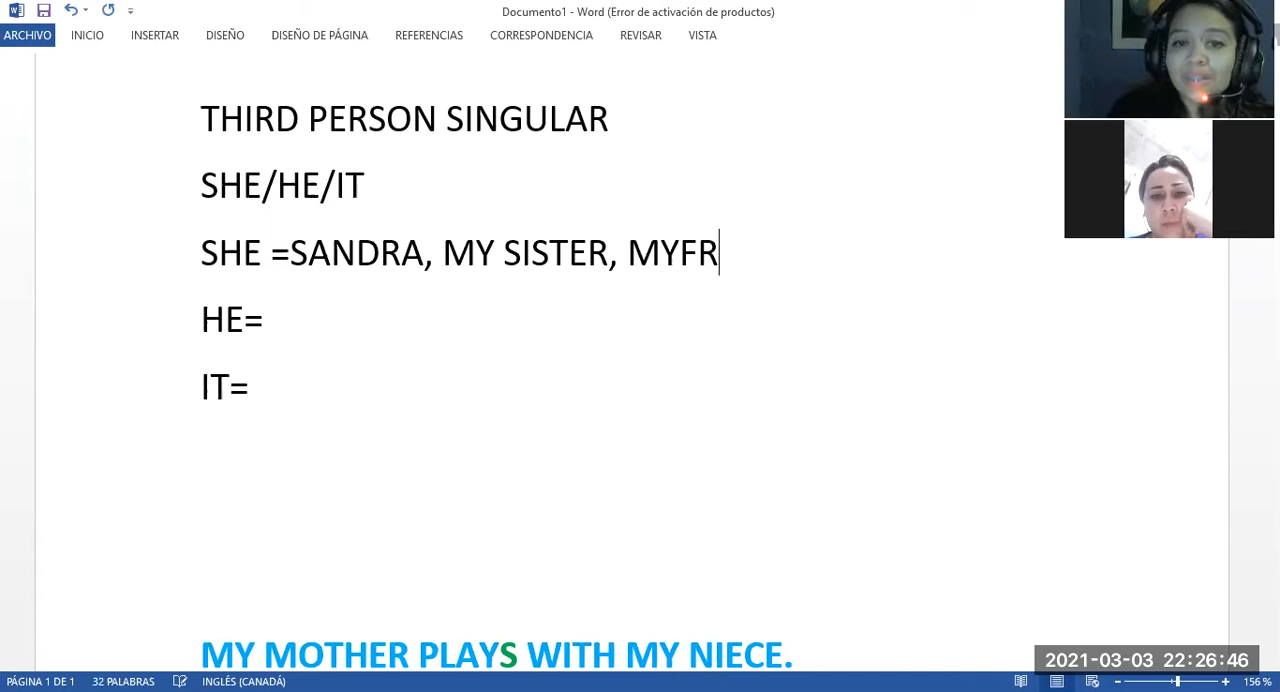 Documento1 - Word (Error de activación de productos)
ARCHIVO INICIO INSERTAR DISEÑO DISEÑO DE PÁGINA REFERENCIAS CORRESPONDENCIA REVISAR VISTA
THIRD PERSON SINGULAR
SHE/HE/IT
SHE =SANDRA, MY SISTER, MYFR
HE=
IT=
MY MOTHER PLAYS WITH MY NIECE.
2021-03-03 22:26:46
PÁGINA 1 DE 1 32 PALABRAS INGLÉS (CANADÁ) 156 %